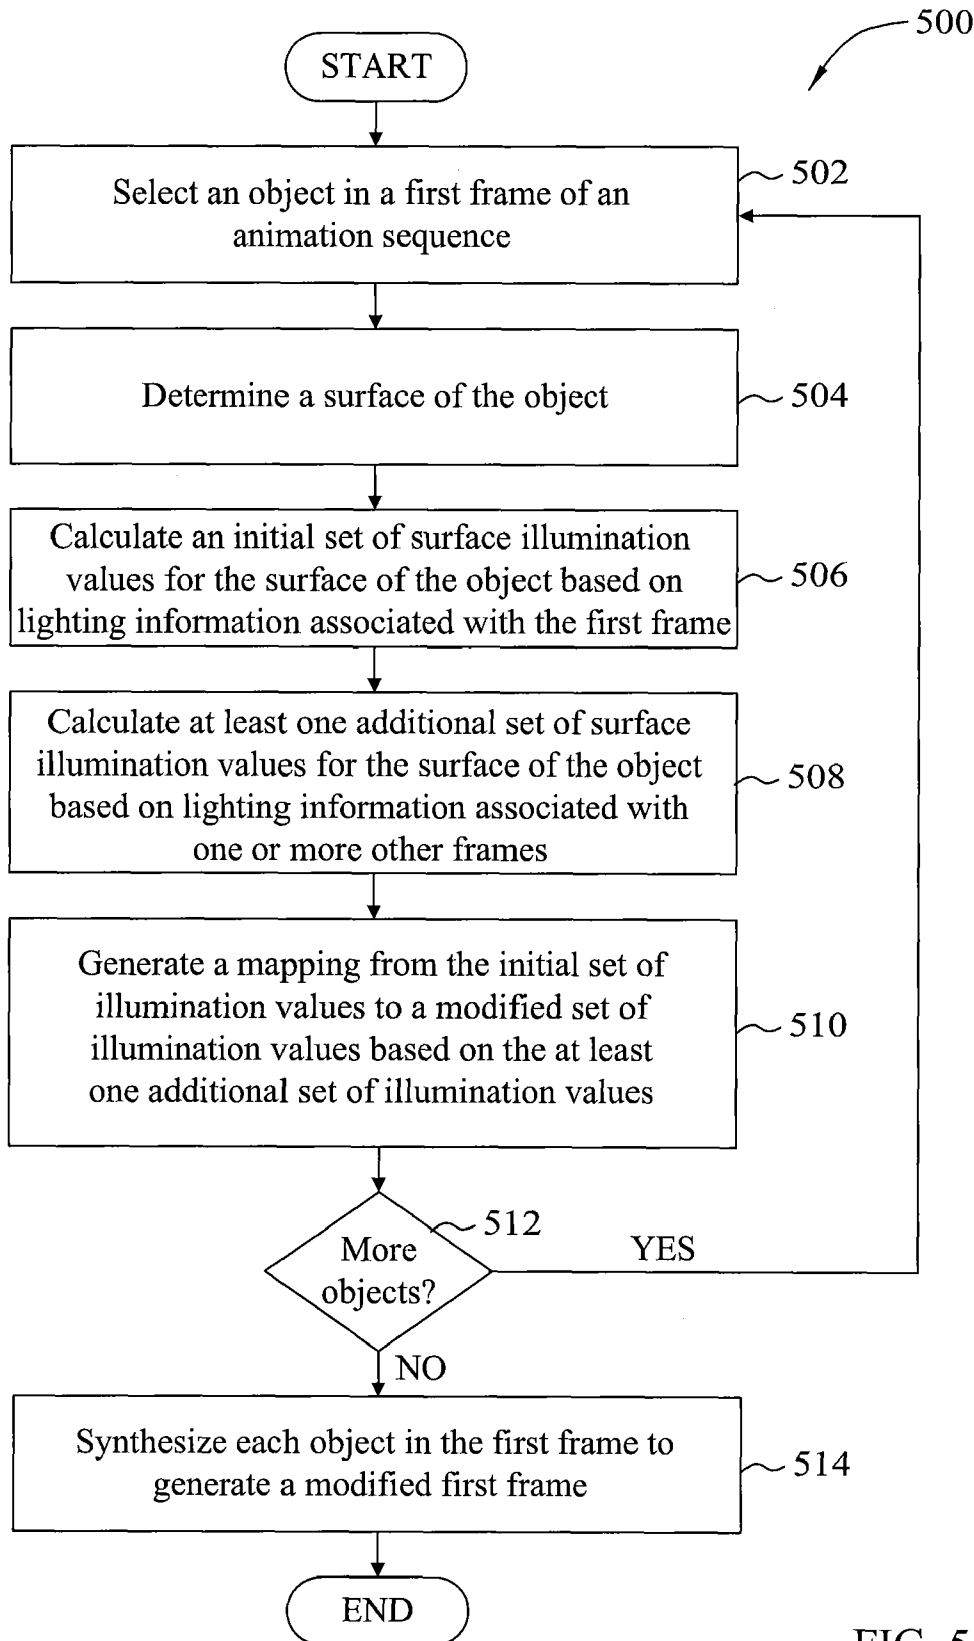 500
START
Select an object in a first frame of an
animation sequence
502
Determine a surface of the object
504
Calculate an initial set of surface illumination
values for the surface of the object based on
lighting information associated with the first frame
506
Calculate at least one additional set of surface
illumination values for the surface of the object
based on lighting information associated with
one or more other frames
508
Generate a mapping from the initial set of
illumination values to a modified set of
illumination values based on the at least
one additional set of illumination values
510
More
objects?
512
YES
NO
Synthesize each object in the first frame to
generate a modified first frame
514
END
FIG. 5